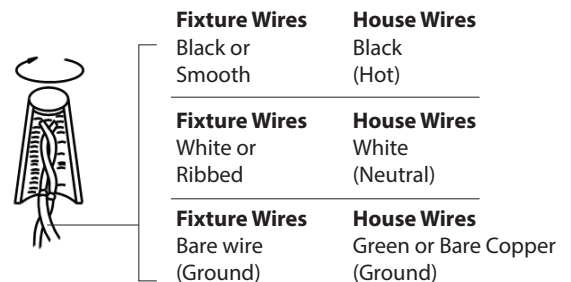 Fixture Wires House Wires
Black or Black
Smooth (Hot)
Fixture Wires House Wires
White or White
Ribbed (Neutral)
Fixture Wires House Wires
Bare wire Green or Bare Copper
(Ground) (Ground)